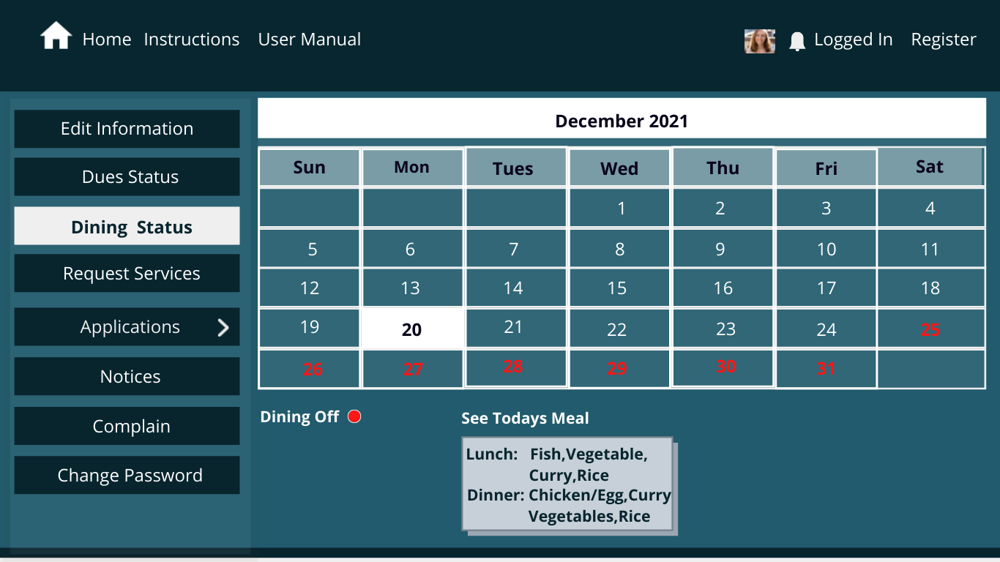 Home Instructions User Manual Logged In Register
Edit Information
Dues Status
Dining Status
Request Services
Applications
Notices
Complain
Change Password
December 2021
Sun Mon Tues Wed Thu Fri Sat
1 2 3 4
5 6 7 8 9 10 11
12 13 14 15 16 17 18
19 20 21 22 23 24 25
26 27 28 29 30 31
Dining Off
See Todays Meal
Lunch: Fish,Vegetable,
Curry,Rice
Dinner: Chicken/Egg,Curry
Vegetables,Rice